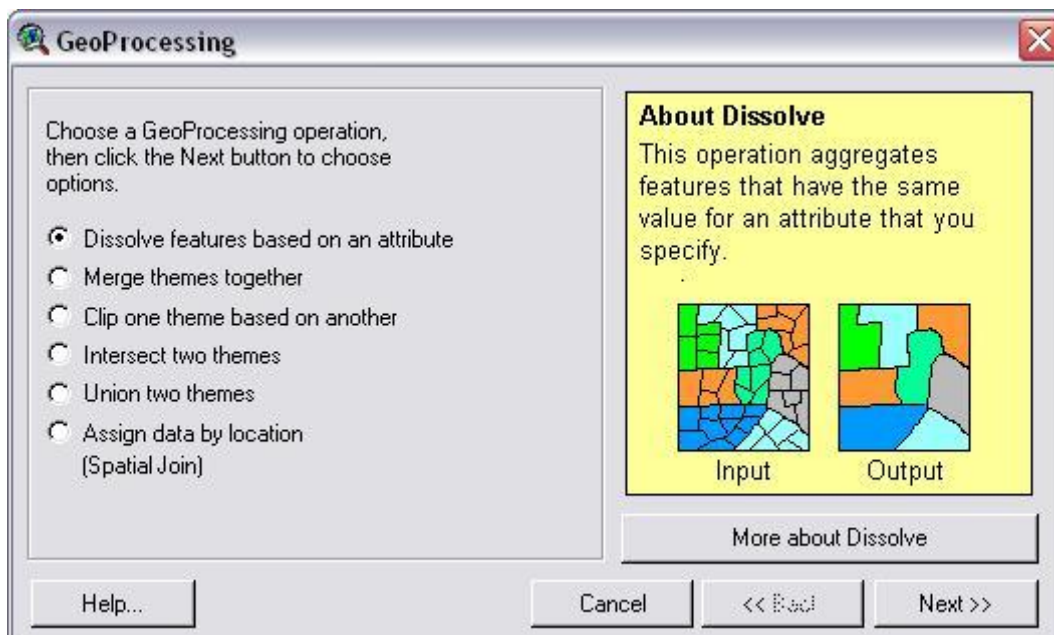 GeoProcessing
Choose a GeoProcessing operation,
then click the Next button to choose
options.
Dissolve features based on an attribute
Merge themes together
Clip one theme based on another
Intersect two themes
Union two themes
Assign data by location
(Spatial Join)
About Dissolve
This operation aggregates
features that have the same
value for an attribute that you
specify.
Input
Output
More about Dissolve
Help...
Cancel
<< Back
Next >>